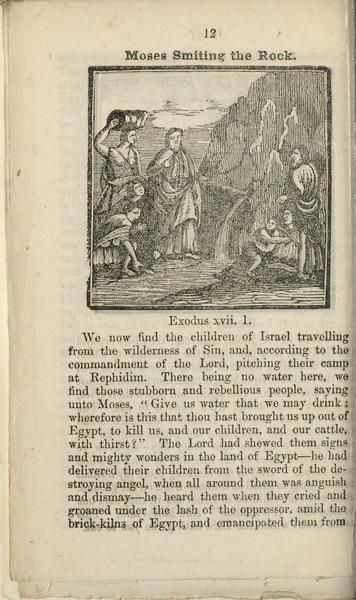 12
Moses Smiting the Rock.
Exodus xvii. 1.
We now find the children of Israel travelling
from the wilderness of Sin, and, according to the
commandment of the Lord, pitching their camp
at Rephidim. There being no water here, we
find those stubborn and rebellious people, saying
unto Moses, "Give us water that we may drink;
wherefore is this that thou hast brought us up out of
Egypt, to kill us, and our children, and our cattle,
with thirst?" The Lord had shewed them signs
and mighty wonders in the land of Egypt—he had
delivered their children from the sword of the de-
stroying angel, when all around them was anguish
and dismay—he heard them when they cried and
groaned under the lash of the oppressor, amid the
brick-kilns of Egypt, and emancipated them from